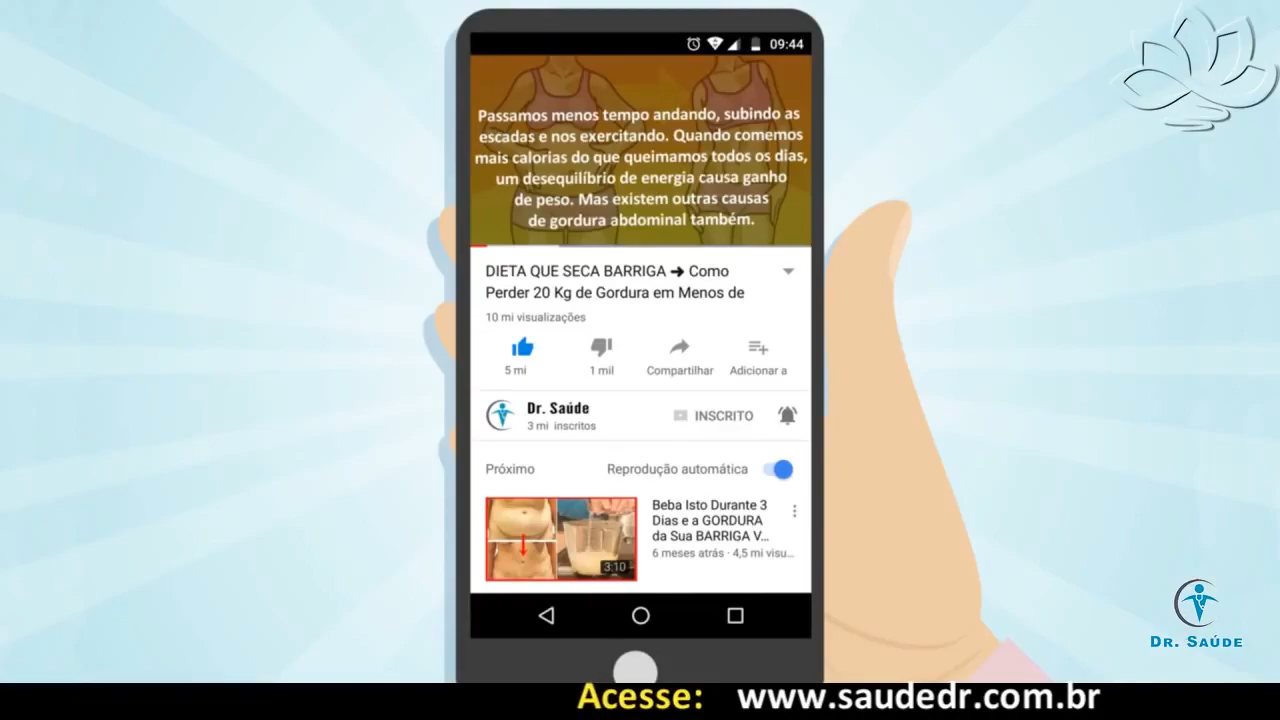 09:44
Passamos menos tempo andando, subindo as
escadas e nos exercitando. Quando comemos
mais calorias do que queimamos todos os dias,
um desequilíbrio de energia causa ganho
de peso. Mas existem outras causas
de gordura abdominal também.
DIETA QUE SECA BARRIGA ➜ Como
Perder 20 Kg de Gordura em Menos de
10 mi visualizações
5 mi 1 mil Compartilhar Adicionar a
Dr. Saúde
3 mi inscritos
INSCRITO
Próximo Reprodução automática
Beba Isto Durante 3
Dias e a GORDURA
da Sua BARRIGA V...
6 meses atrás · 4,5 mi visu...
3:10
DR. SAÚDE
Acesse: www.saudedr.com.br